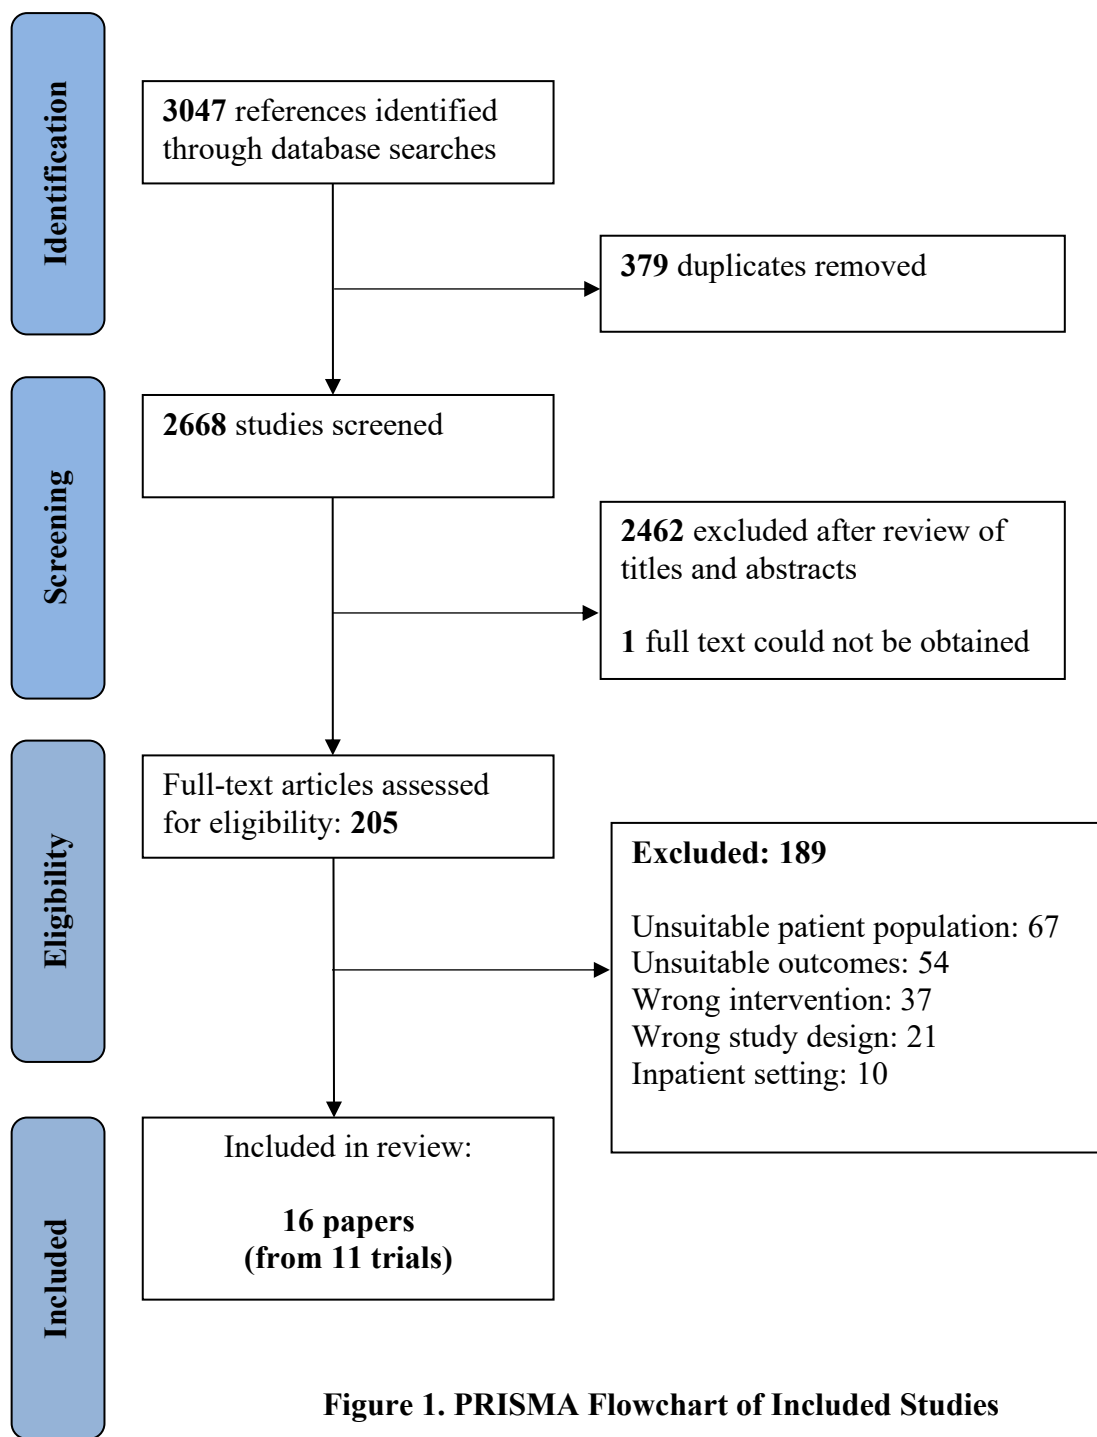 Identification
3047 references identified
through database searches
379 duplicates removed
Screening
2668 studies screened
2462 excluded after review of
titles and abstracts
1 full text could not be obtained
Eligibility
Full-text articles assessed
for eligibility: 205
Excluded: 189
Unsuitable patient population: 67
Unsuitable outcomes: 54
Wrong intervention: 37
Wrong study design: 21
Inpatient setting: 10
Included
Included in review:
16 papers
(from 11 trials)
Figure 1. PRISMA Flowchart of Included Studies